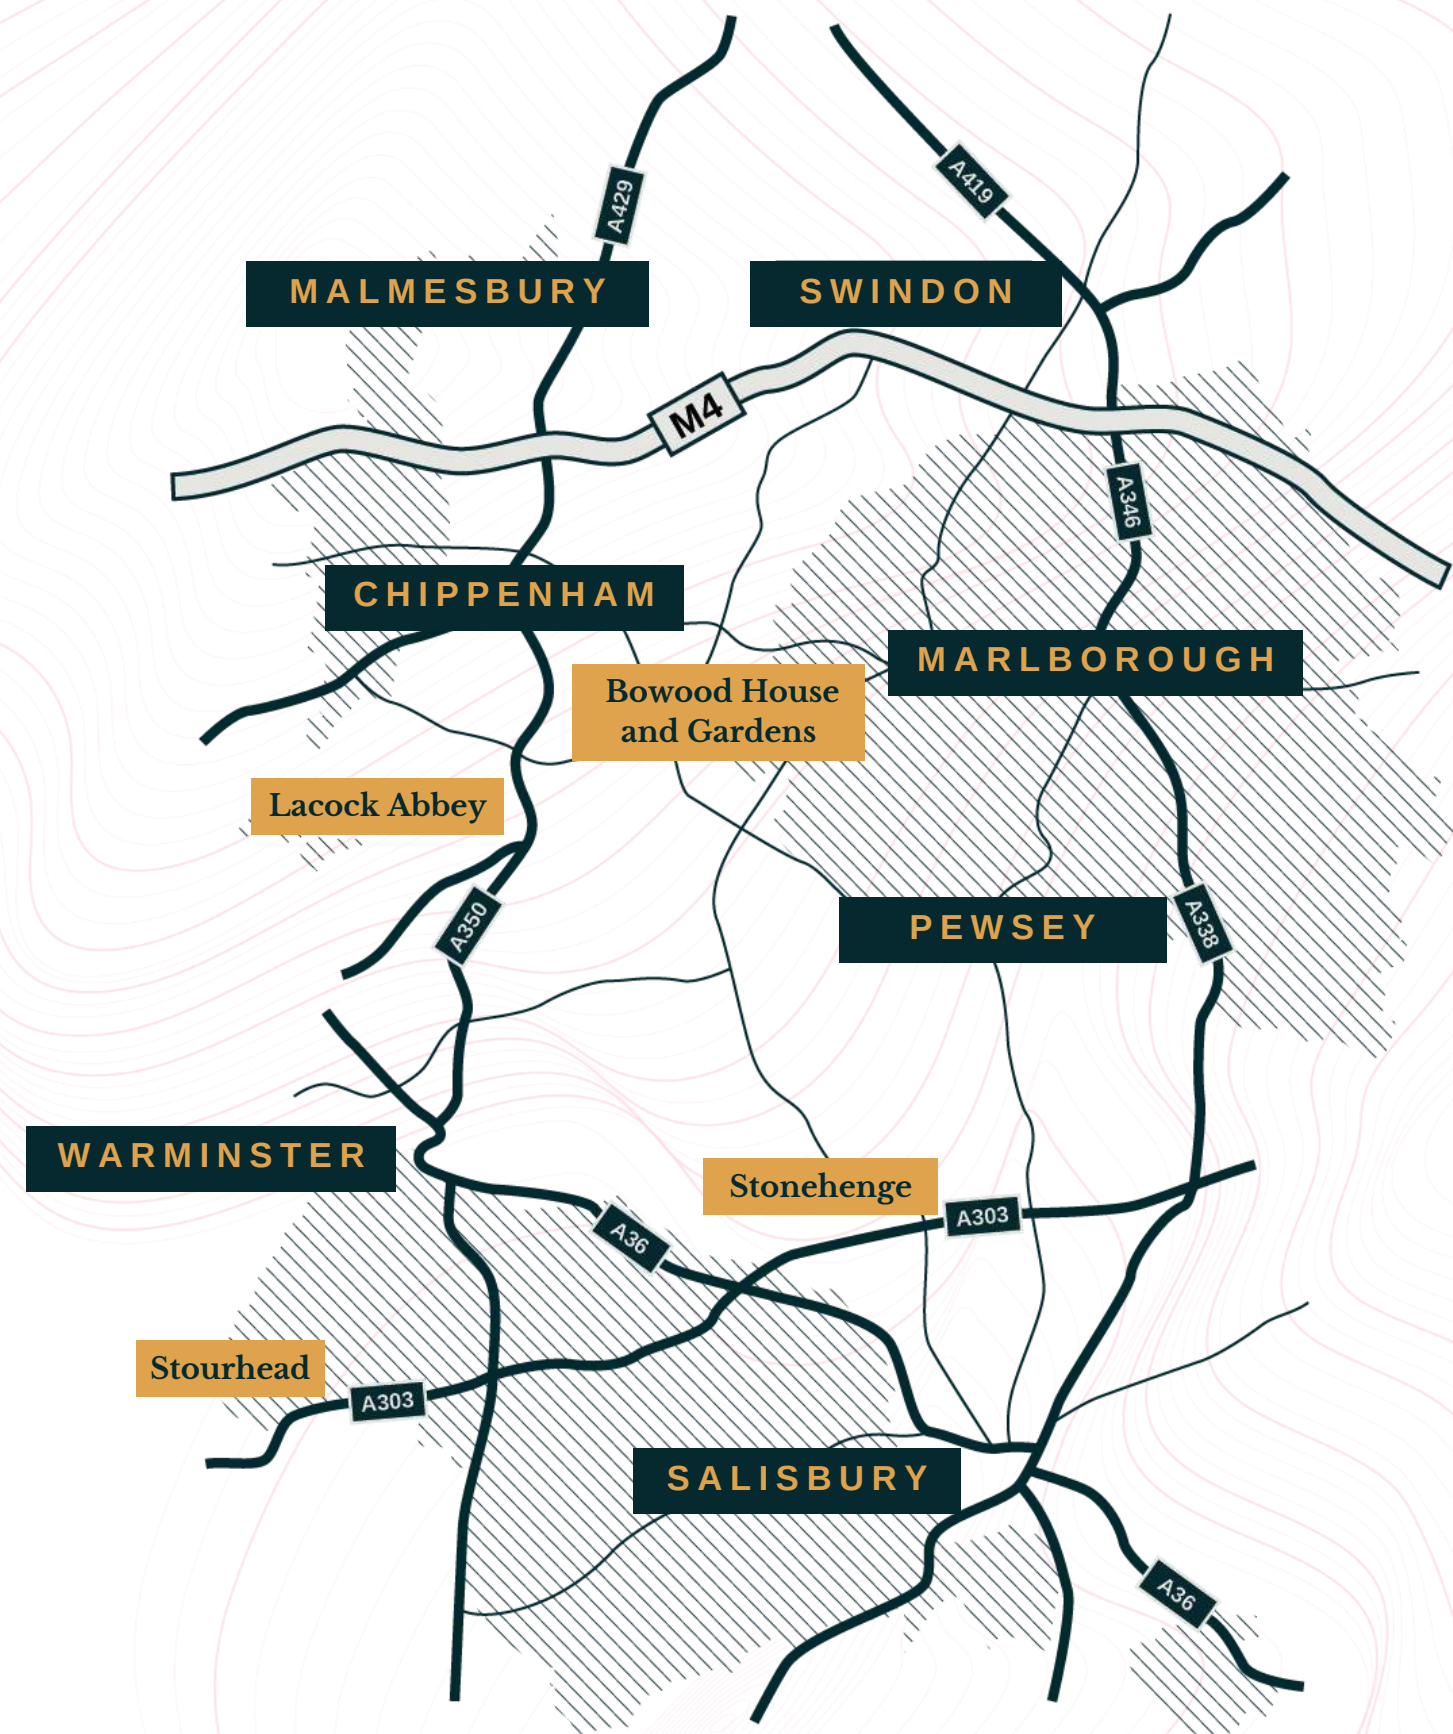 A429
A419
MALMESBURY
SWINDON
M4
A346
CHIPPENHAM
MARLBOROUGH
Bowood House
and Gardens
Lacock Abbey
A350
PEWSEY
A338
WARMINSTER
Stonehenge
A303
A36
Stourhead
A303
SALISBURY
A36